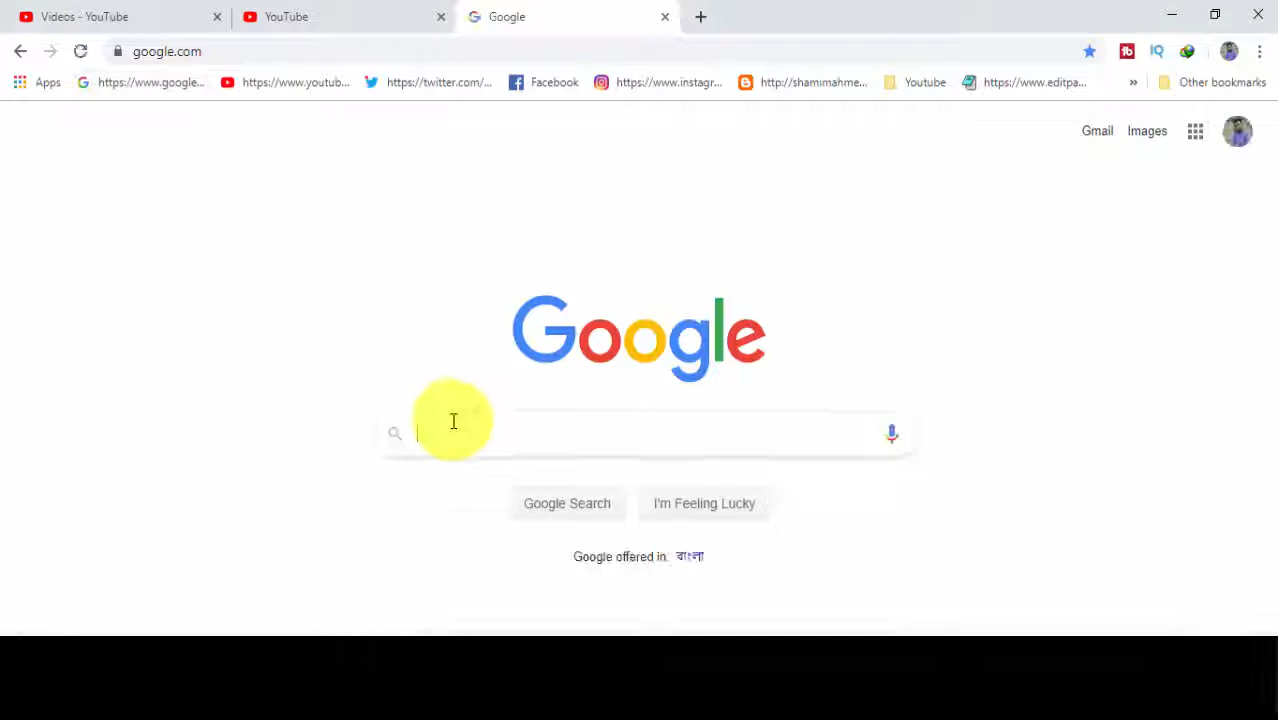 Videos - YouTube YouTube Google
google.com
Apps https://www.google... https://www.youtub... https://twitter.com/... Facebook https://www.instagr... http://shamimahme... Youtube https://www.editpa... » Other bookmarks
Gmail Images
Google
Google Search I'm Feeling Lucky
Google offered in: বাংলা